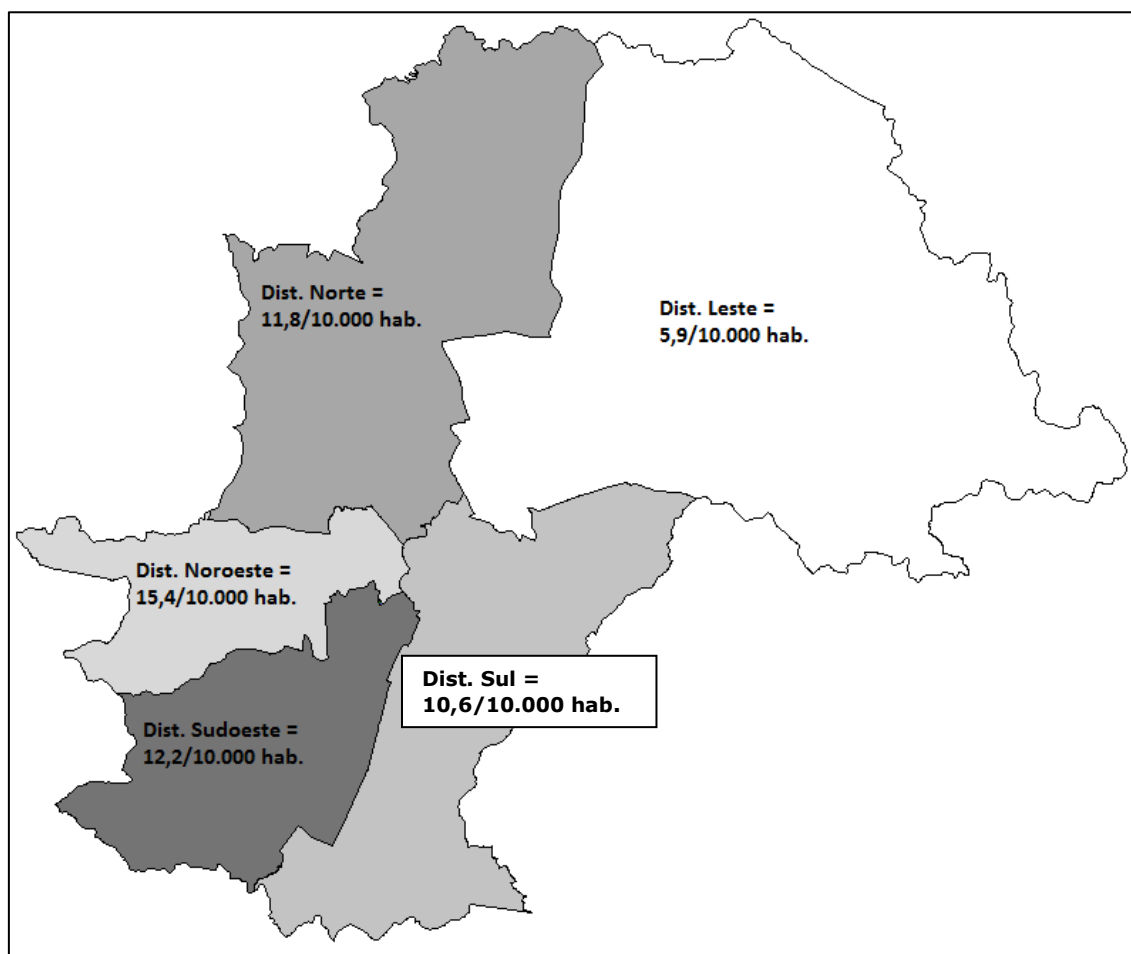 Dist. Norte =
11,8/10.000 hab.
Dist. Leste =
5,9/10.000 hab.
Dist. Noroeste =
15,4/10.000 hab.
Dist. Sul =
10,6/10.000 hab.
Dist. Sudoeste =
12,2/10.000 hab.